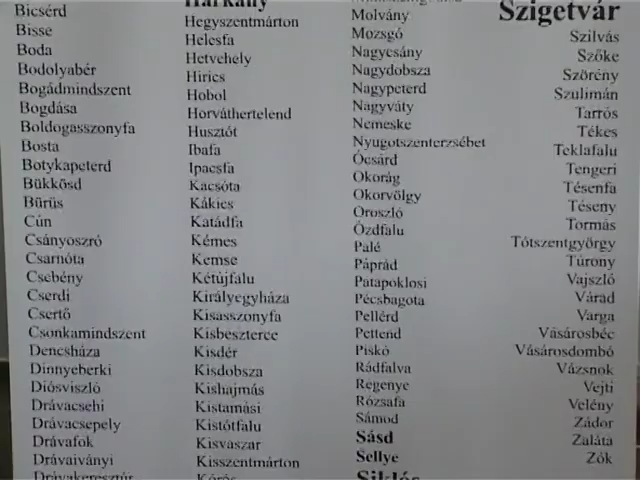 Bicsérd
Bisse
Boda
Bodolyabér
Bogádmindszent
Bogdása
Boldogasszonyfa
Bosta
Botykapeterd
Bükkösd
Bürüs
Cún
Csányoszró
Csarnóta
Csebény
Cserdi
Csertő
Csonkamindszent
Dencsháza
Dinnyeberki
Diósviszló
Drávacsehi
Drávacsepely
Drávafok
Drávaiványi
Drávakeresztúr
Harkány
Hegyszentmárton
Helesfa
Hetvehely
Hirics
Hobol
Horváthertelend
Husztót
Ibafa
Ipacsfa
Kacsóta
Kákics
Katádfa
Kémes
Kemse
Kétújfalu
Királyegyháza
Kisasszonyfa
Kisbeszterce
Kisdér
Kisdobsza
Kishajmás
Kistamási
Kistótfalu
Kisvaszar
Kisszentmárton
Molvány
Mozsgó
Nagycsány
Nagydobsza
Nagypeterd
Nagyváty
Nemeske
Nyugotszenterzsébet
Ócsárd
Okorág
Okorvölgy
Oroszló
Ózdfalu
Palé
Páprád
Patapoklosi
Pécsbagota
Pellérd
Pettend
Piskó
Rádfalva
Regenye
Rózsafa
Sámod
Sásd
Sellye
Siklós
Szigetvár
Szilvás
Szőke
Szörény
Szulimán
Tarrós
Tékes
Teklafalu
Tengeri
Tésenfa
Téseny
Tormás
Tótszentgyörgy
Túrony
Vajszló
Várad
Varga
Vásárosbéc
Vásárosdombó
Vázsnok
Vejti
Velény
Zádor
Zaláta
Zók